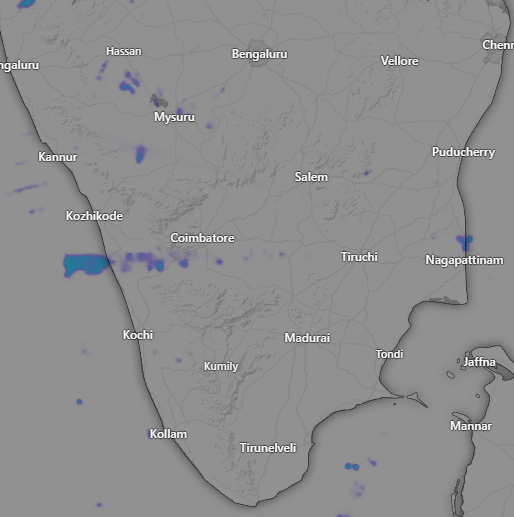 Hassan
Bengaluru
Chenn
ngaluru
Vellore
Mysuru
Kannur
Puducherry
Salem
Kozhikode
Coimbatore
Tiruchi
Nagapattinam
Kochi
Madurai
Tondi
Kumily
Jaffna
Kollam
Mannar
Tirunelveli